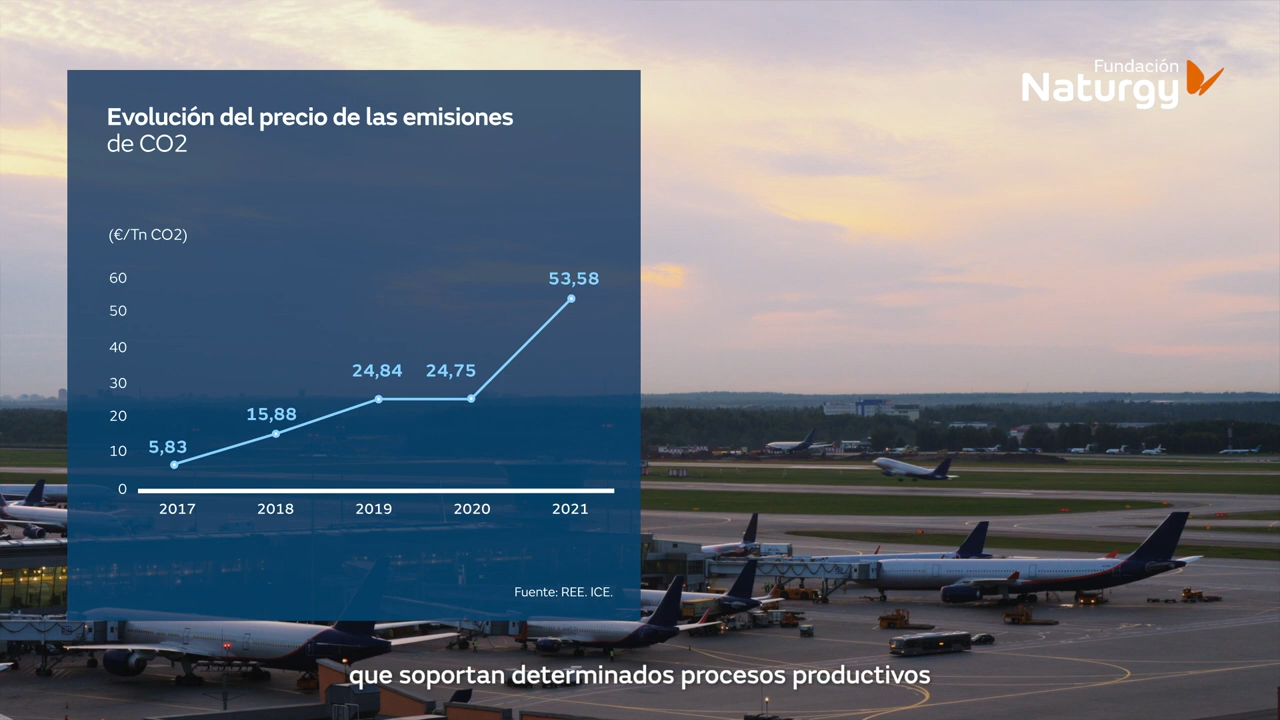 Fundación
Naturgy
Evolución del precio de las emisiones
de CO2
(€/Tn CO2)
60
50
40
30
20
10
0
5,83
15,88
24,84
24,75
53,58
2017
2018
2019
2020
2021
Fuente: REE. ICE.
que soportan determinados procesos productivos